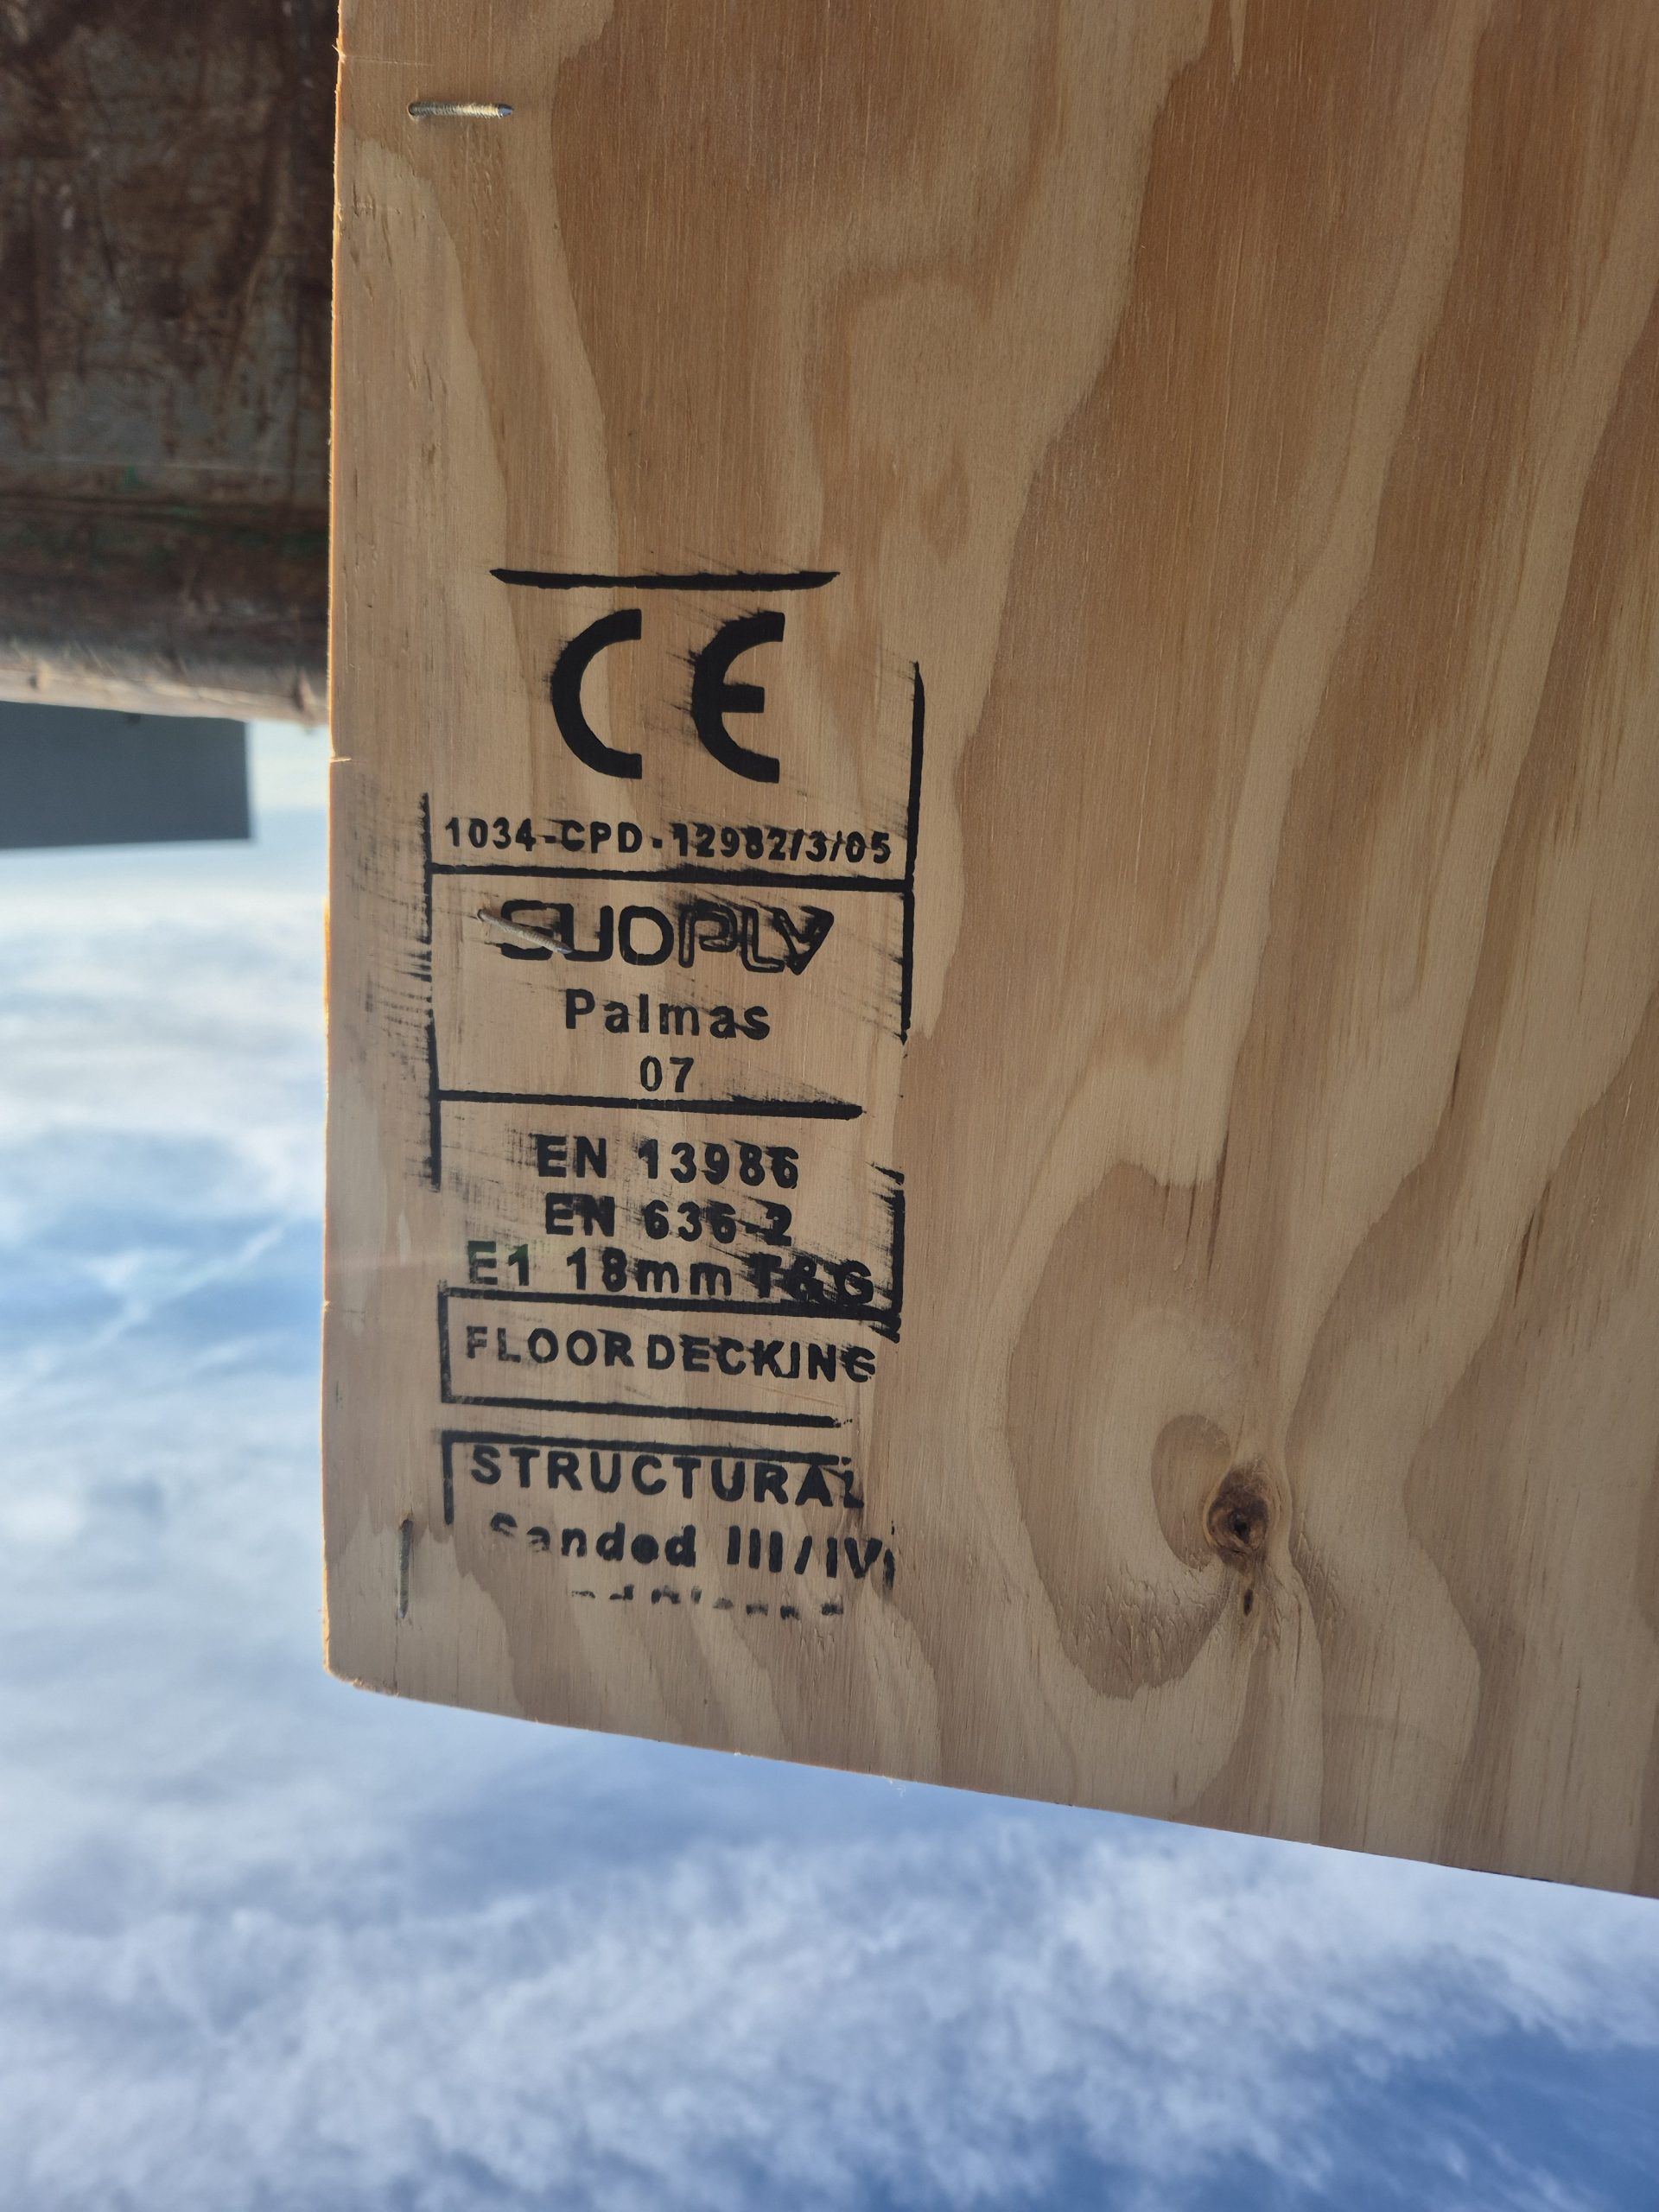 CE
1034-CPD-12982/3/05
SUOPLY
Palmas
07
EN 13986
EN 636-2
E1 18mm T&G
FLOOR DECKING
STRUCTURAL
Sanded III/IV